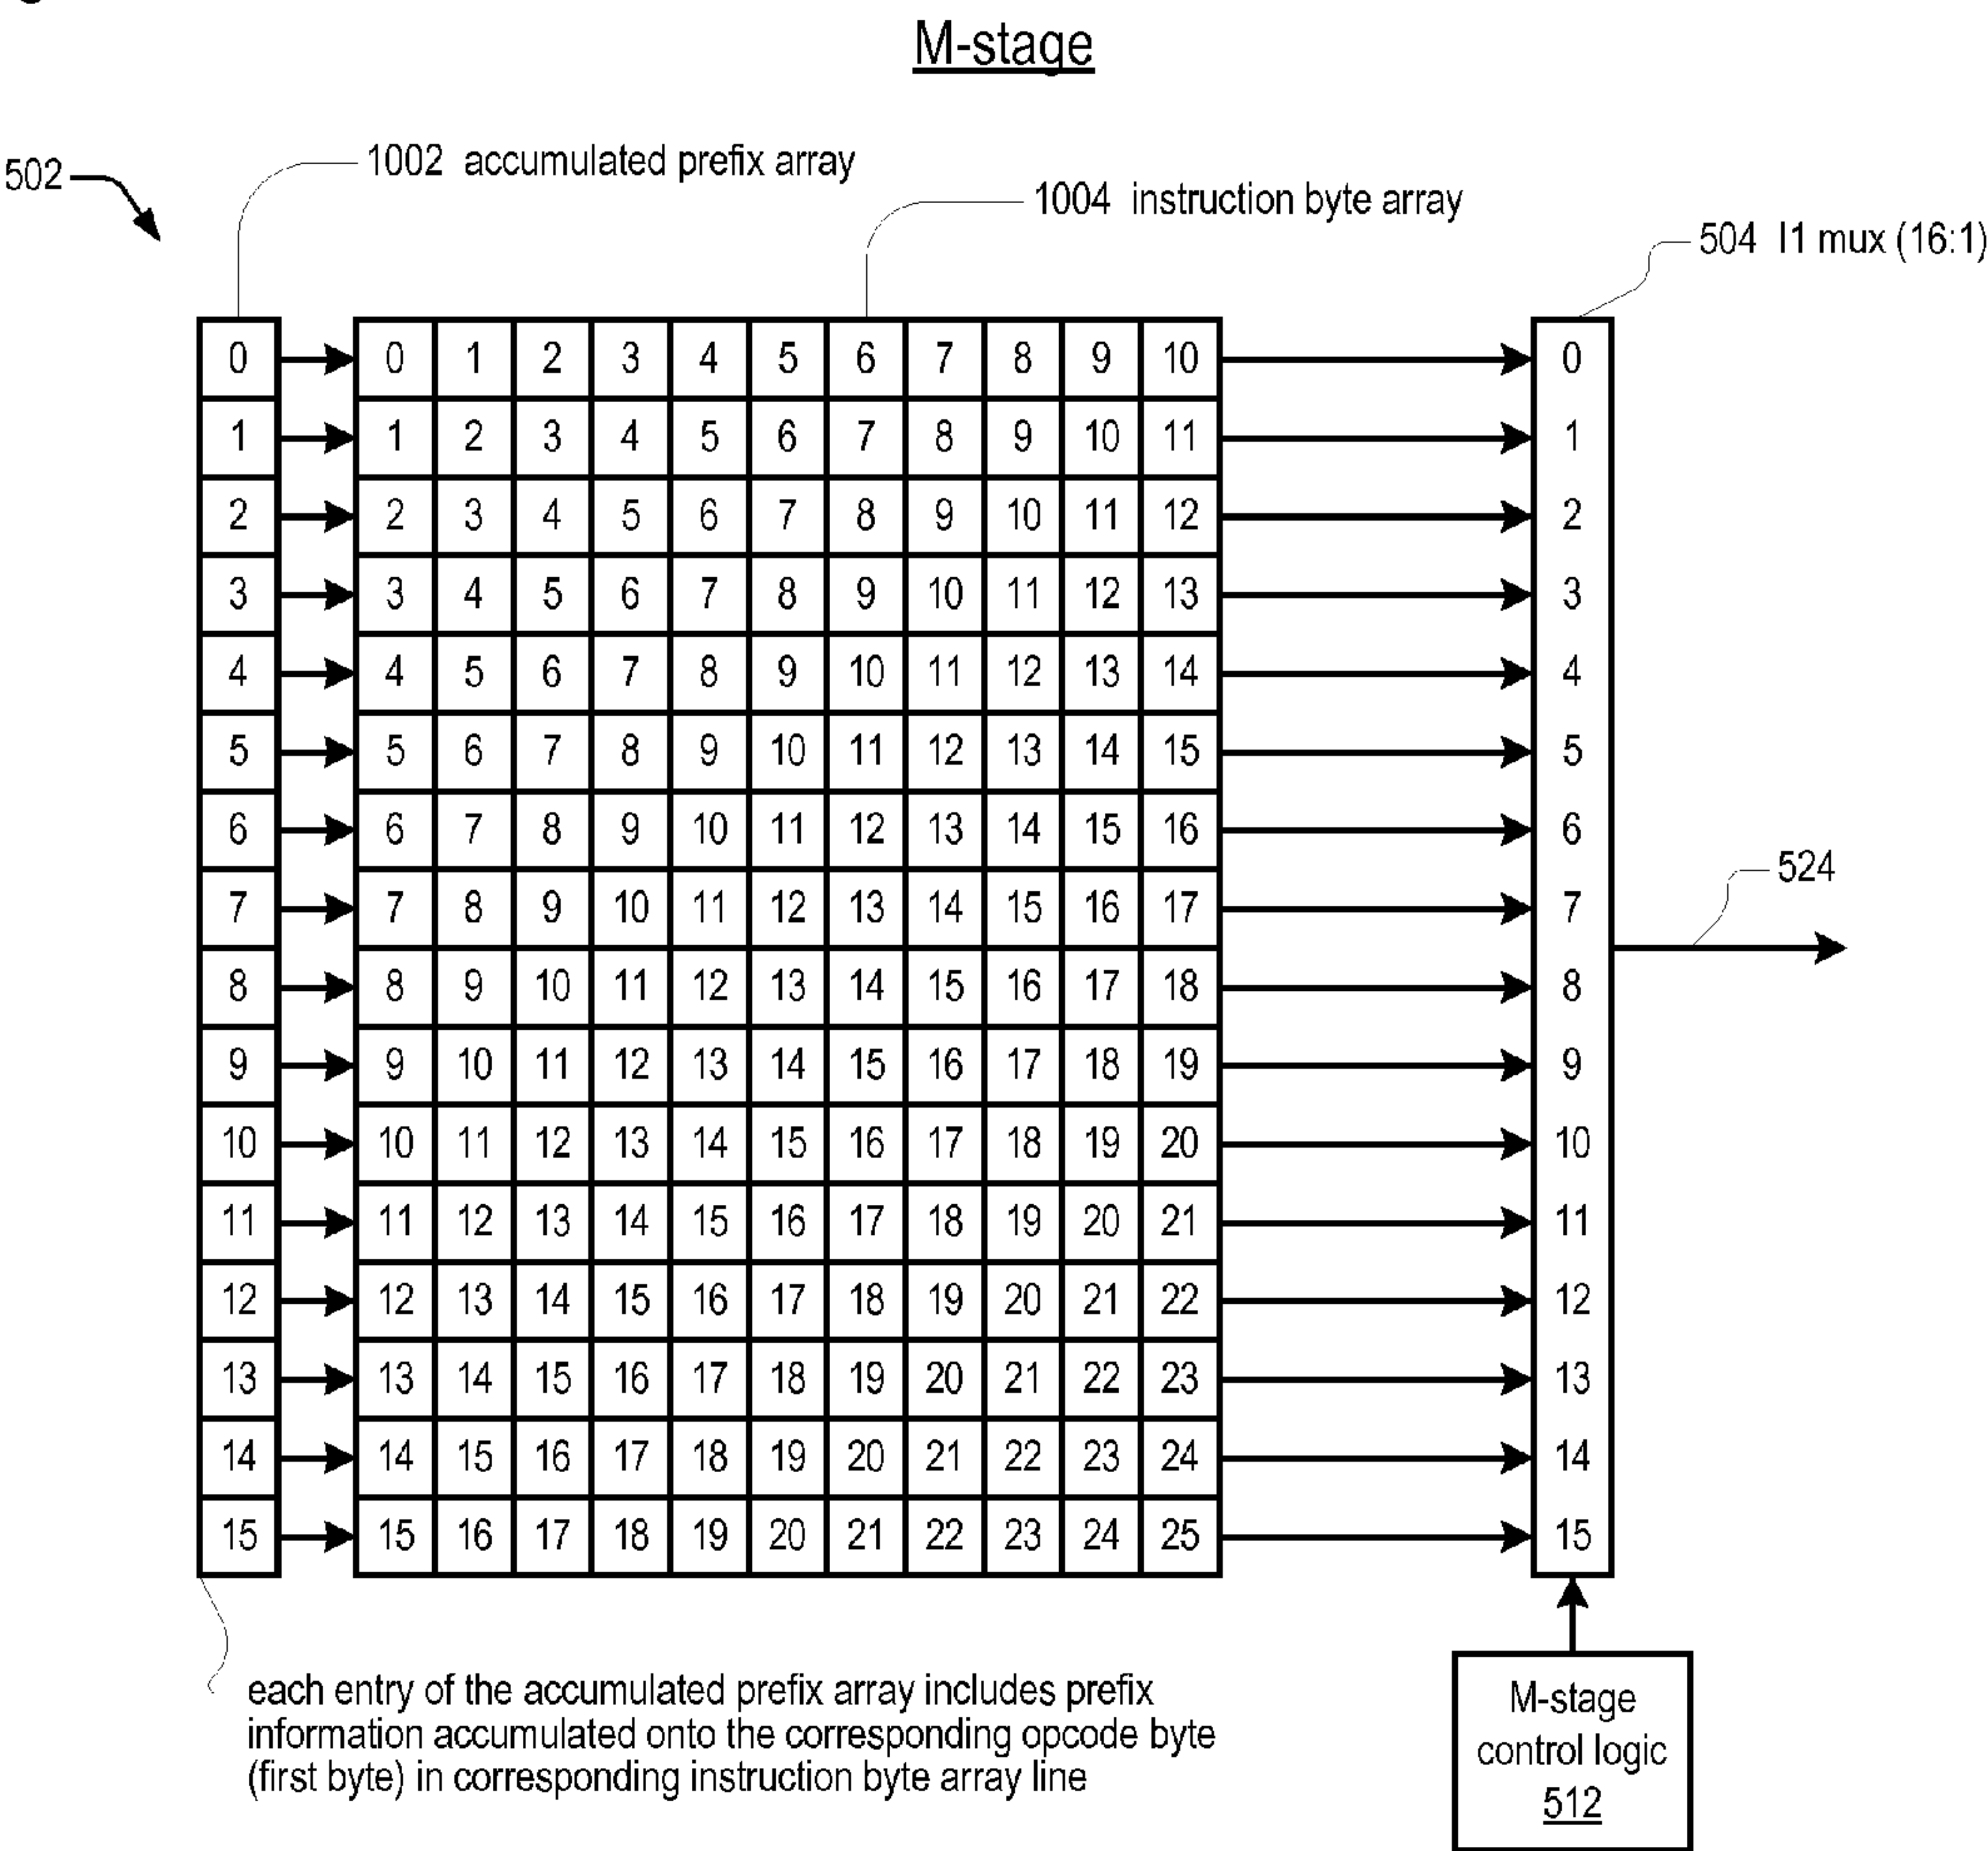 M-stage
502
1002 accumulated prefix array
1004 instruction byte array
504 I1 mux (16:1)
0 0 1 2 3 4 5 6 7 8 9 10 0
1 1 2 3 4 5 6 7 8 9 10 11 1
2 2 3 4 5 6 7 8 9 10 11 12 2
3 3 4 5 6 7 8 9 10 11 12 13 3
4 4 5 6 7 8 9 10 11 12 13 14 4
5 5 6 7 8 9 10 11 12 13 14 15 5
6 6 7 8 9 10 11 12 13 14 15 16 6
524
7 7 8 9 10 11 12 13 14 15 16 17 7
8 8 9 10 11 12 13 14 15 16 17 18 8
9 9 10 11 12 13 14 15 16 17 18 19 9
10 10 11 12 13 14 15 16 17 18 19 20 10
11 11 12 13 14 15 16 17 18 19 20 21 11
12 12 13 14 15 16 17 18 19 20 21 22 12
13 13 14 15 16 17 18 19 20 21 22 23 13
14 14 15 16 17 18 19 20 21 22 23 24 14
15 15 16 17 18 19 20 21 22 23 24 25 15
each entry of the accumulated prefix array includes prefix
information accumulated onto the corresponding opcode byte
(first byte) in corresponding instruction byte array line
M-stage
control logic
512